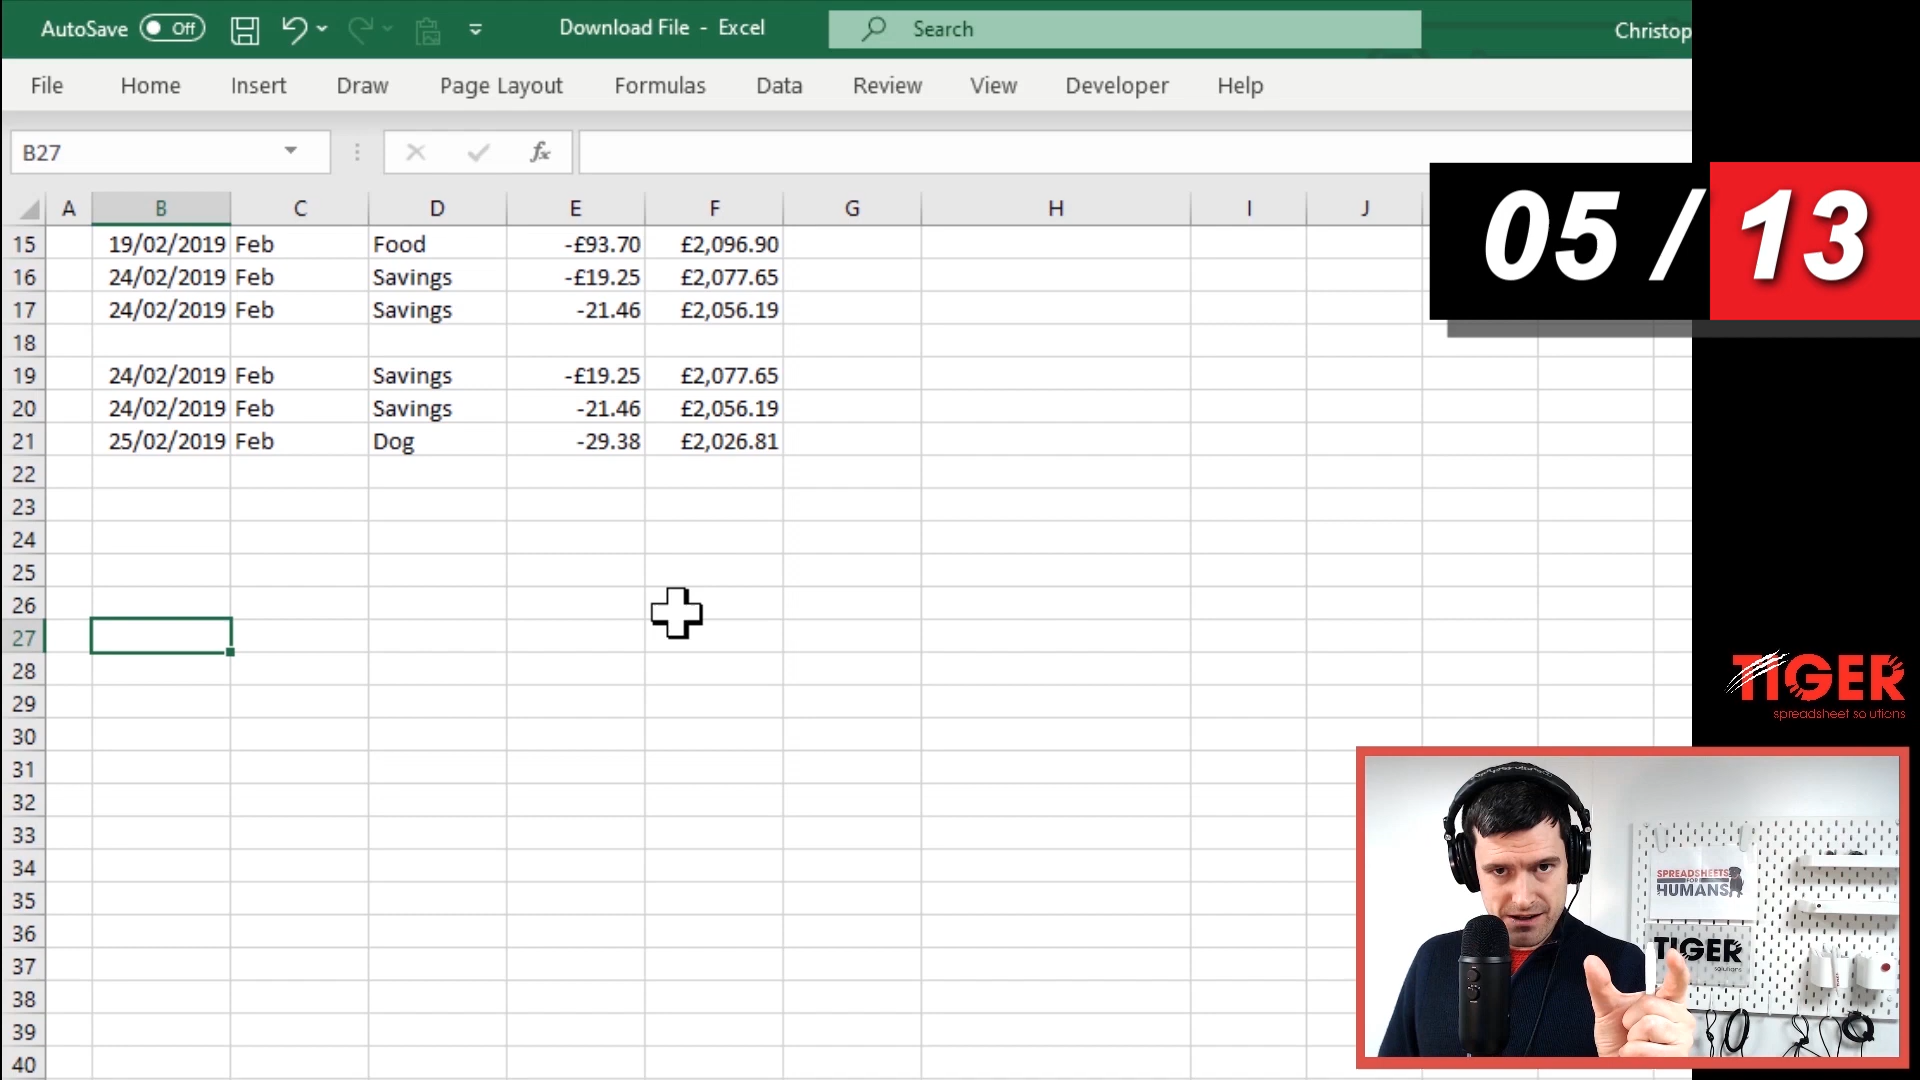 AutoSave Off Download File - Excel Search Christop
File Home Insert Draw Page Layout Formulas Data Review View Developer Help
B27 fx
A B C D E F G H I J
05 / 13
15 19/02/2019 Feb Food -£93.70 £2,096.90
16 24/02/2019 Feb Savings -£19.25 £2,077.65
17 24/02/2019 Feb Savings -21.46 £2,056.19
18
19 24/02/2019 Feb Savings -£19.25 £2,077.65
20 24/02/2019 Feb Savings -21.46 £2,056.19
21 25/02/2019 Feb Dog -29.38 £2,026.81
22
23
24
25
26
27
28
29
30
31
32
33
34
35
36
37
38
39
40
TIGER
spreadsheet solutions
SPREADSHEETS
FOR
HUMANS
TIGER
solutions